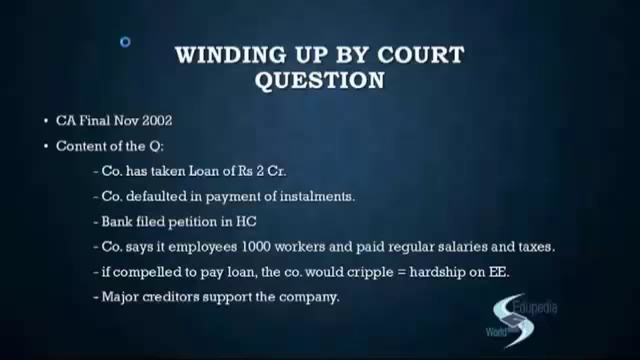 WINDING UP BY COURT
QUESTION
• CA Final Nov 2002
• Content of the Q:
- Co. has taken Loan of Rs 2 Cr.
- Co. defaulted in payment of instalments.
- Bank filed petition in HC
- Co. says it employees 1000 workers and paid regular salaries and taxes.
- if compelled to pay loan, the co. would cripple = hardship on EE.
- Major creditors support the company.
Edupedia
World